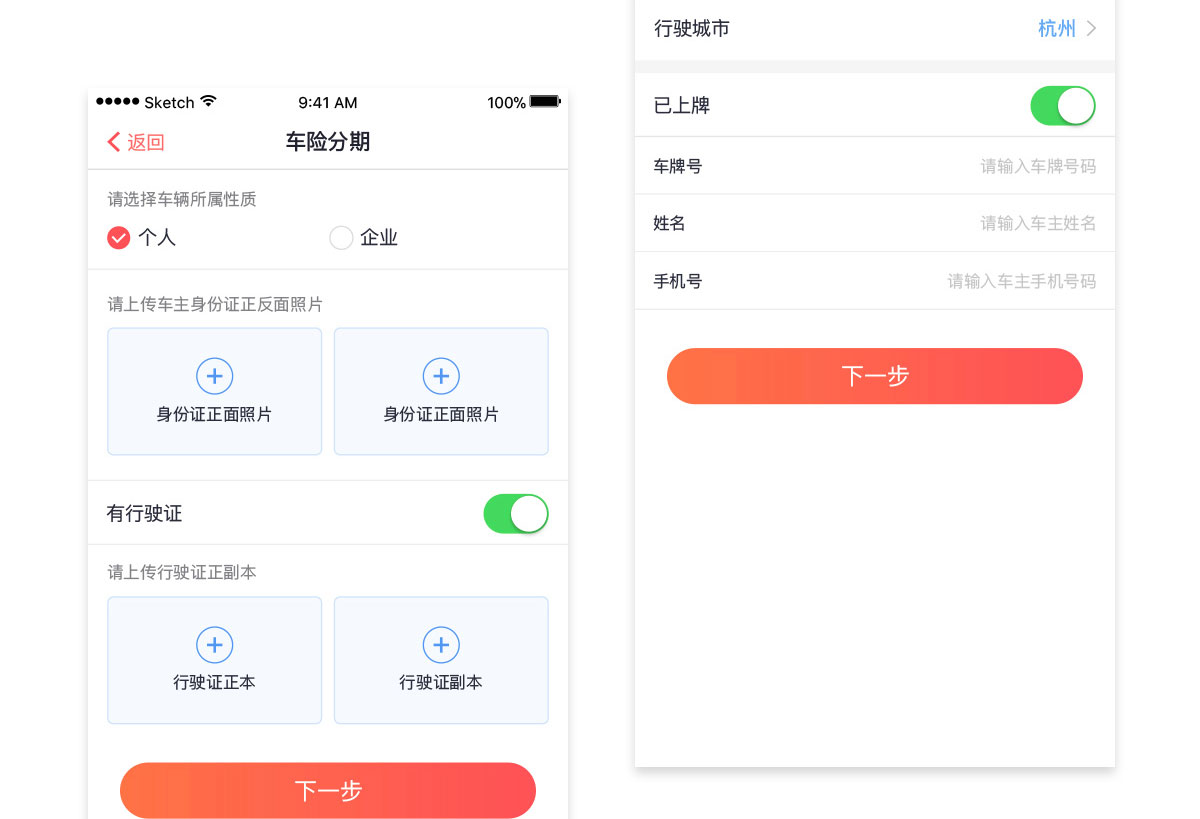 Sketch 9:41 AM 100%
返回 车险分期
请选择车辆所属性质
个人 企业
请上传车主身份证正反面照片
身份证正面照片 身份证正面照片
有行驶证
请上传行驶证正副本
行驶证正本 行驶证副本
下一步
行驶城市 杭州
已上牌
车牌号 请输入车牌号码
姓名 请输入车主姓名
手机号 请输入车主手机号码
下一步